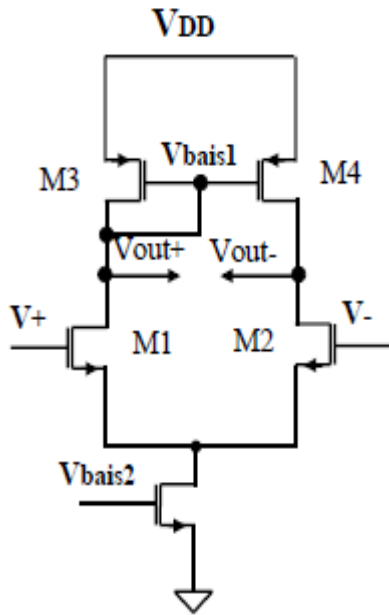 VDD
Vbais1
M3
M4
Vout+
Vout-
V+
V-
M1
M2
Vbais2